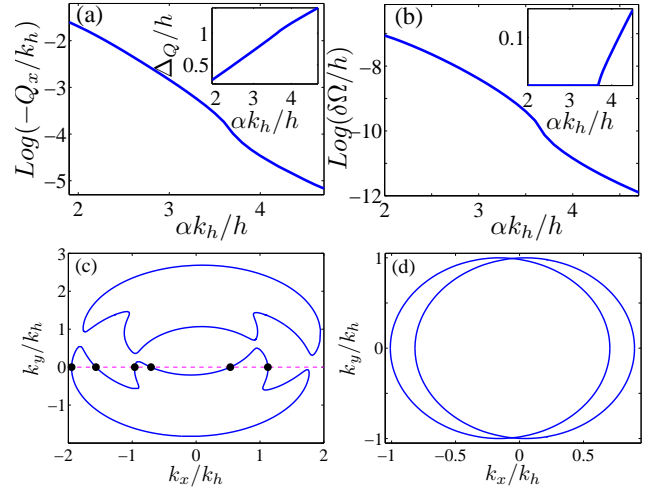 (a)
Log(−Q_x/k_h)
−2
−3
−4
−5
2
3
4
αk_h/h
Δ_Q/h
1
0.5
2
3
4
αk_h/h
(b)
Log(δΩ/h)
−8
−10
−12
2
3
4
αk_h/h
0.1
2
3
4
αk_h/h
(c)
k_y/k_h
3
2
1
0
−1
−2
−1
0
1
2
k_x/k_h
(d)
k_y/k_h
1
0
−1
−1
−0.5
0
0.5
k_x/k_h